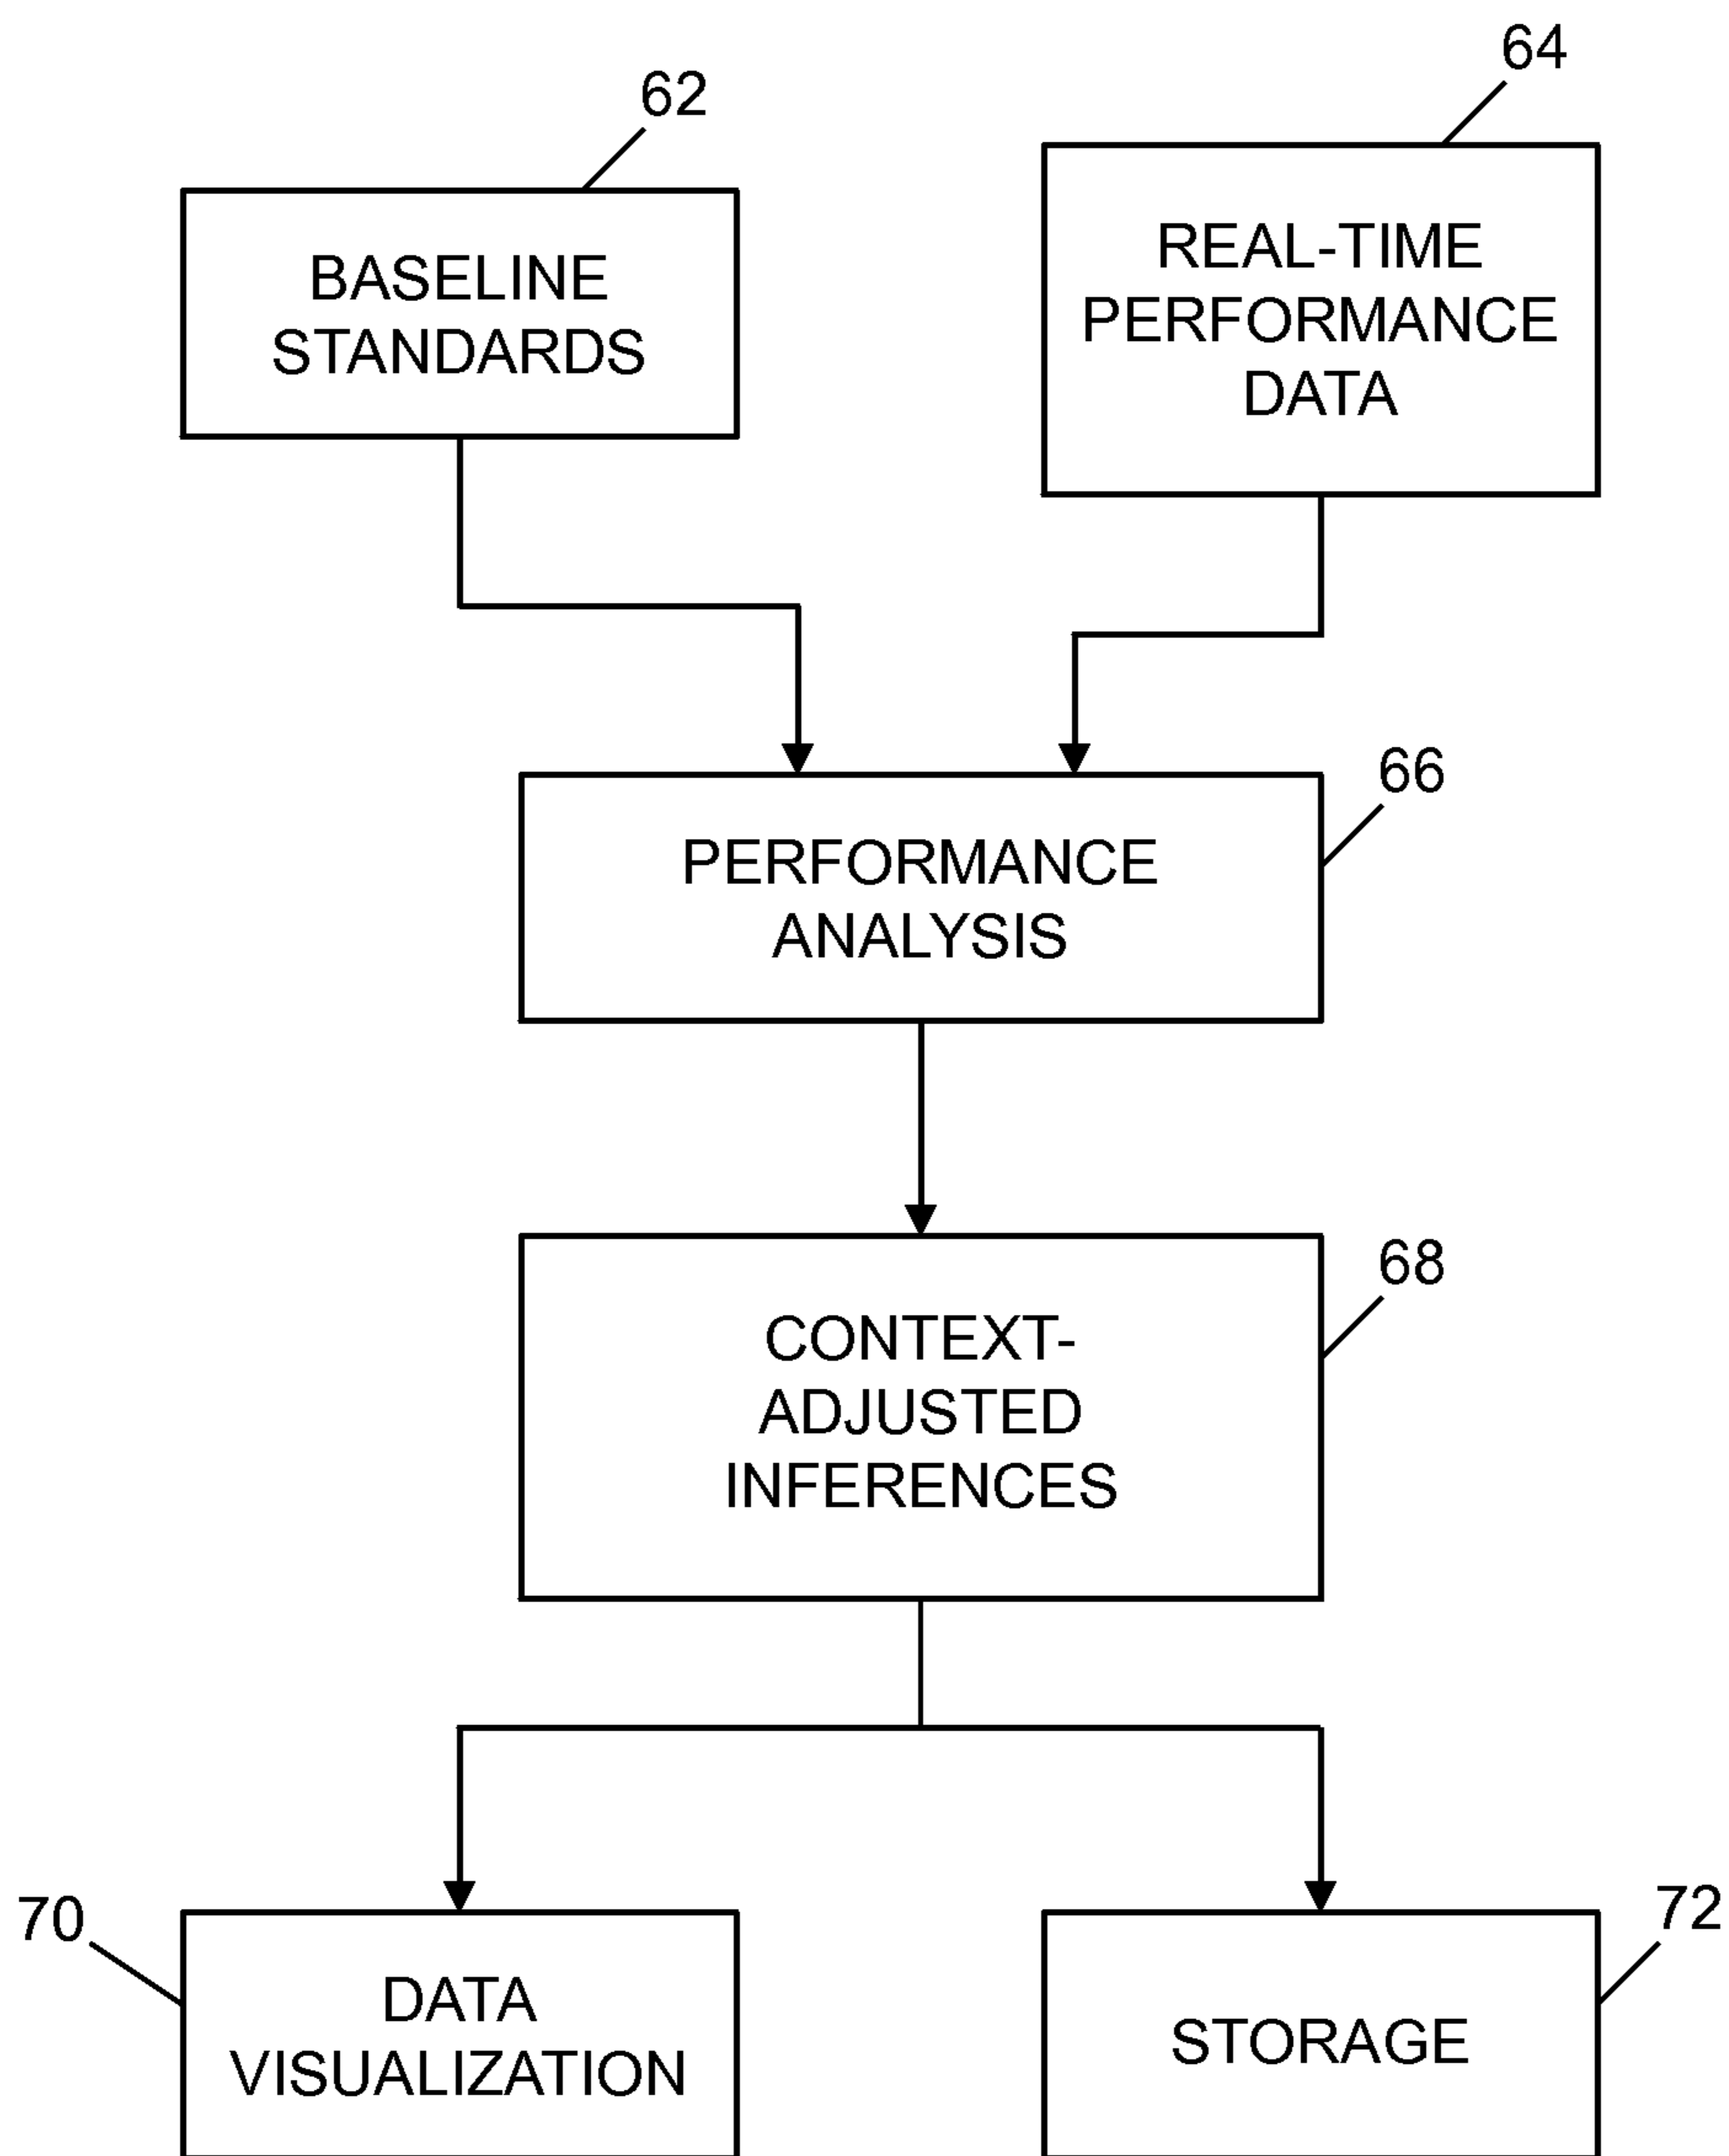 62
BASELINE
STANDARDS
64
REAL-TIME
PERFORMANCE
DATA
66
PERFORMANCE
ANALYSIS
68
CONTEXT-
ADJUSTED
INFERENCES
70
DATA
VISUALIZATION
72
STORAGE